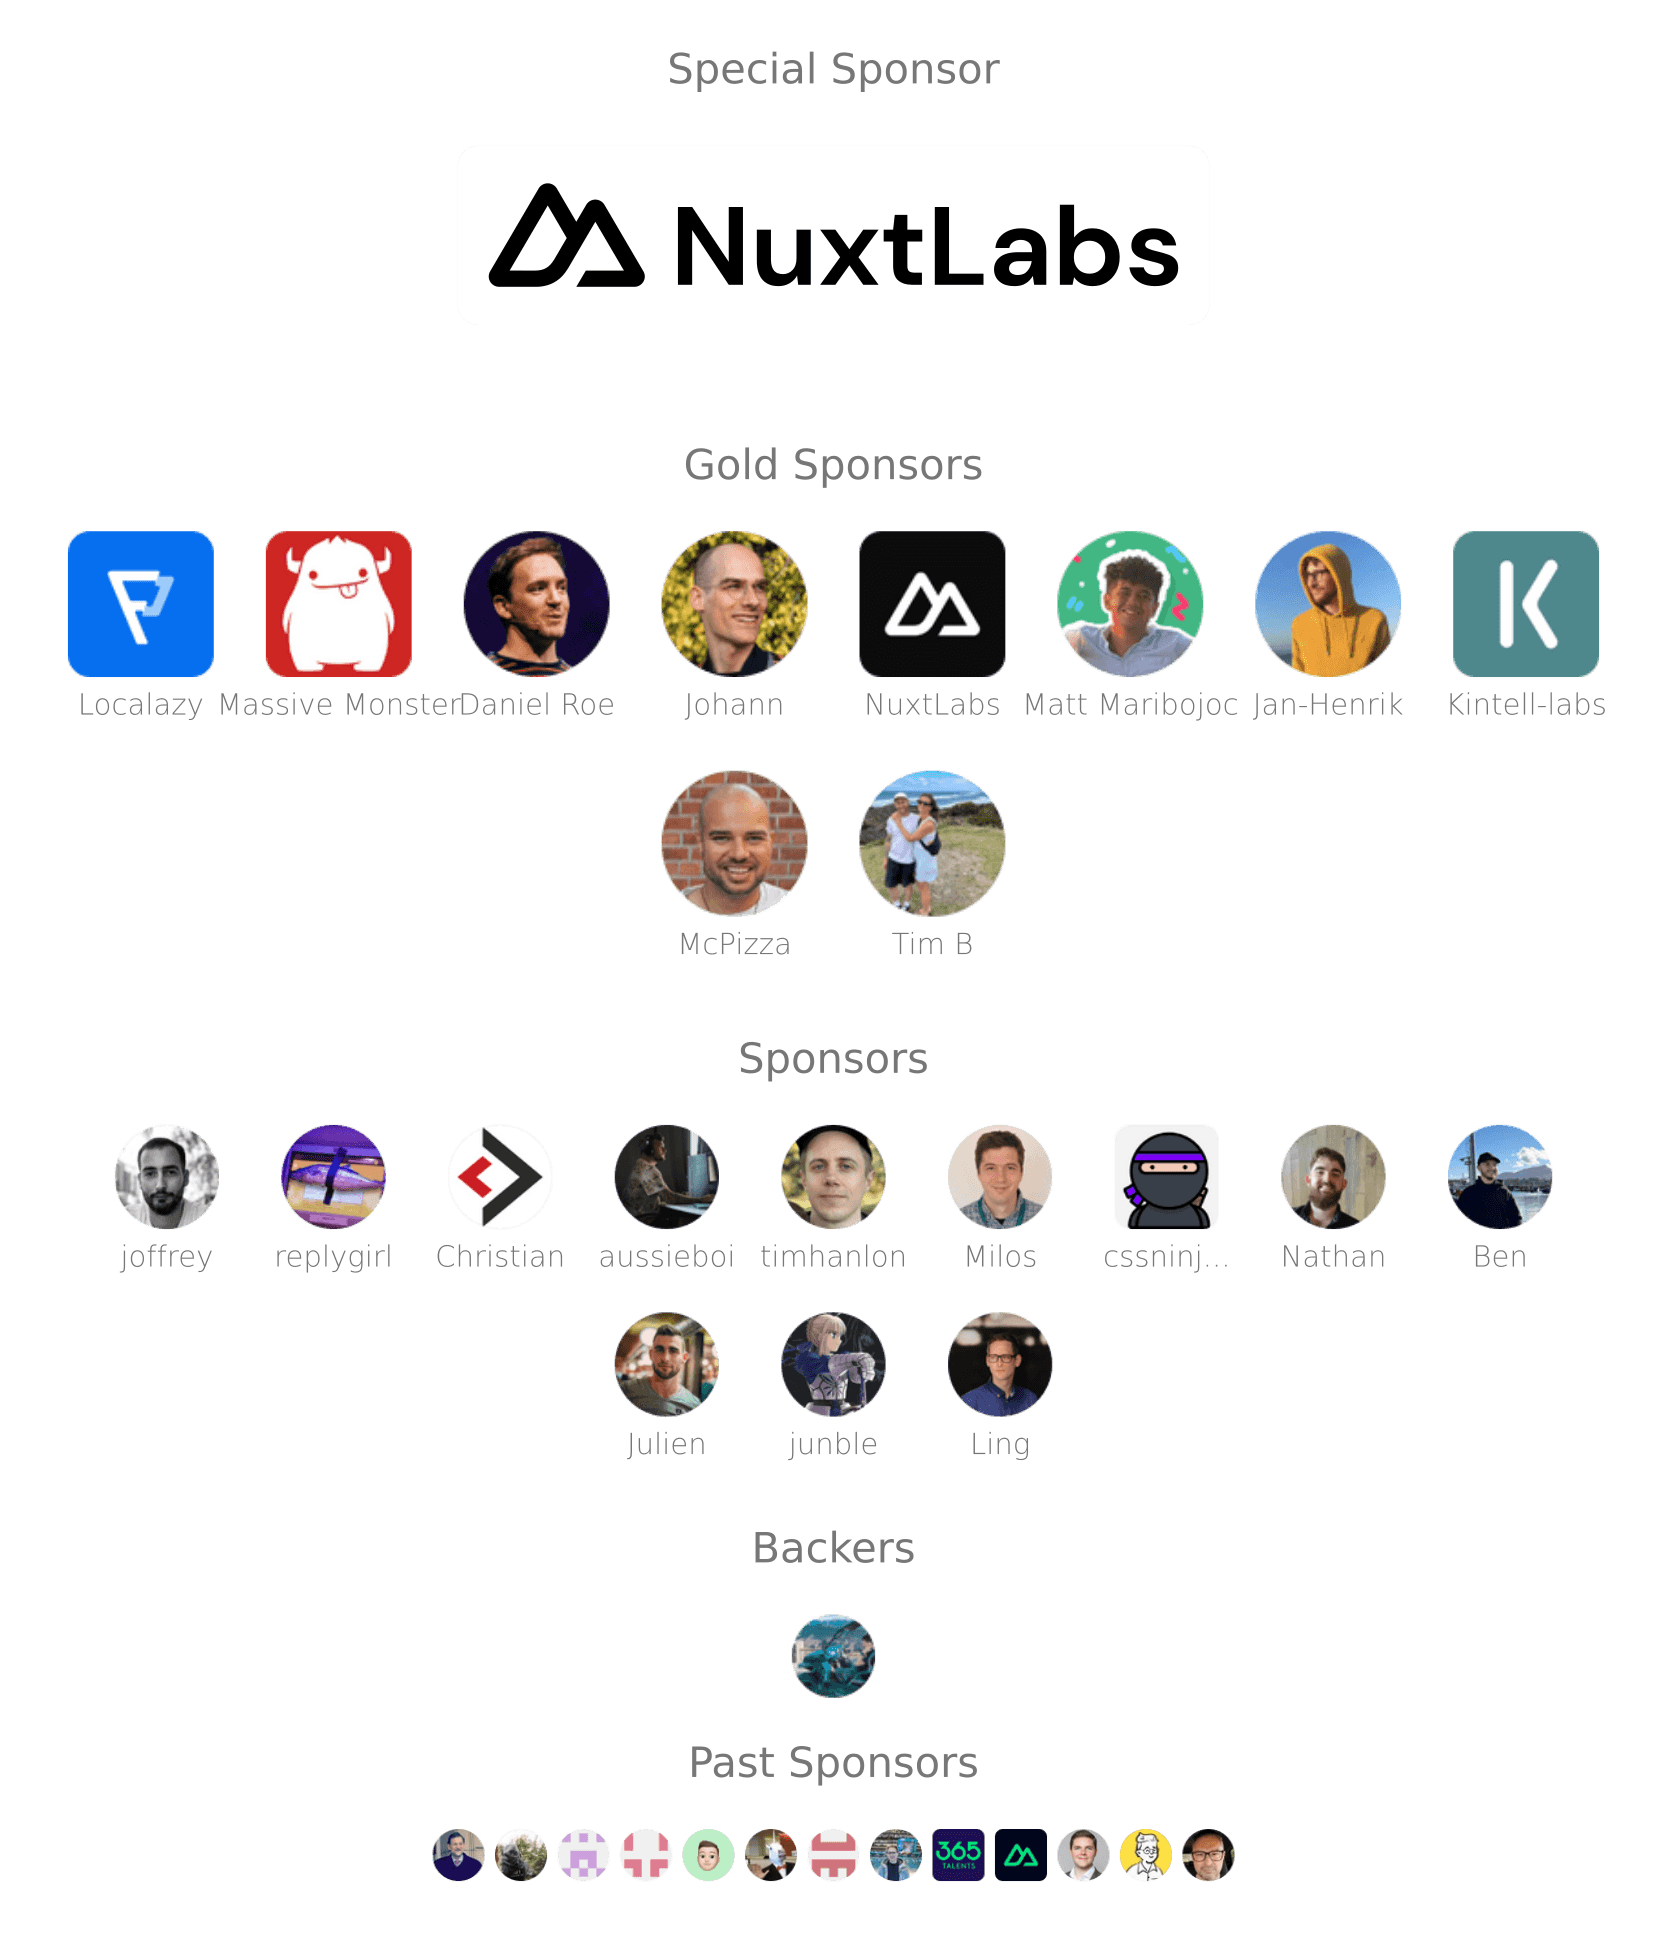 Special Sponsor
NuxtLabs
Gold Sponsors
Localazy Massive Monster Daniel Roe Johann NuxtLabs Matt Maribojoc Jan-Henrik Kintell-labs
McPizza Tim B
Sponsors
joffrey replygirl Christian aussieboi timhanlon Milos cssninj... Nathan Ben
Julien junble Ling
Backers
Past Sponsors
365
TALENTS